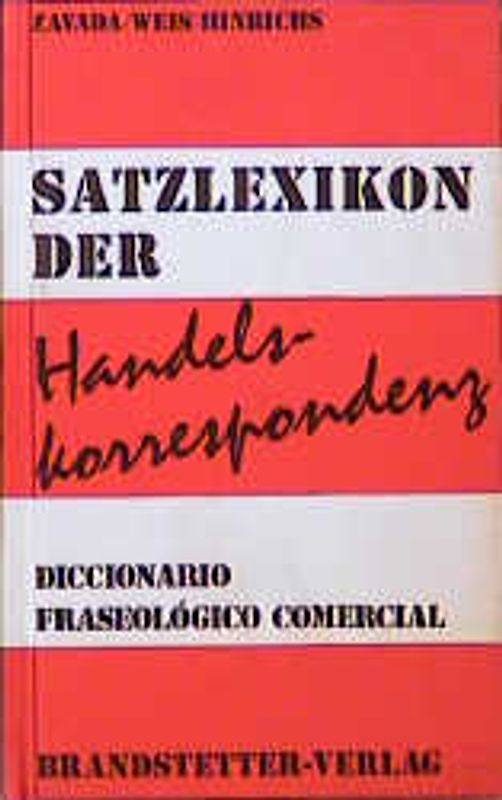 ZAVADA WEIS HINRICHS
SATZLEXIKON
DER
Handels-
korrespondenz
DICCIONARIO
FRASEOLÓGICO COMERCIAL
BRANDSTETTER-VERLAG